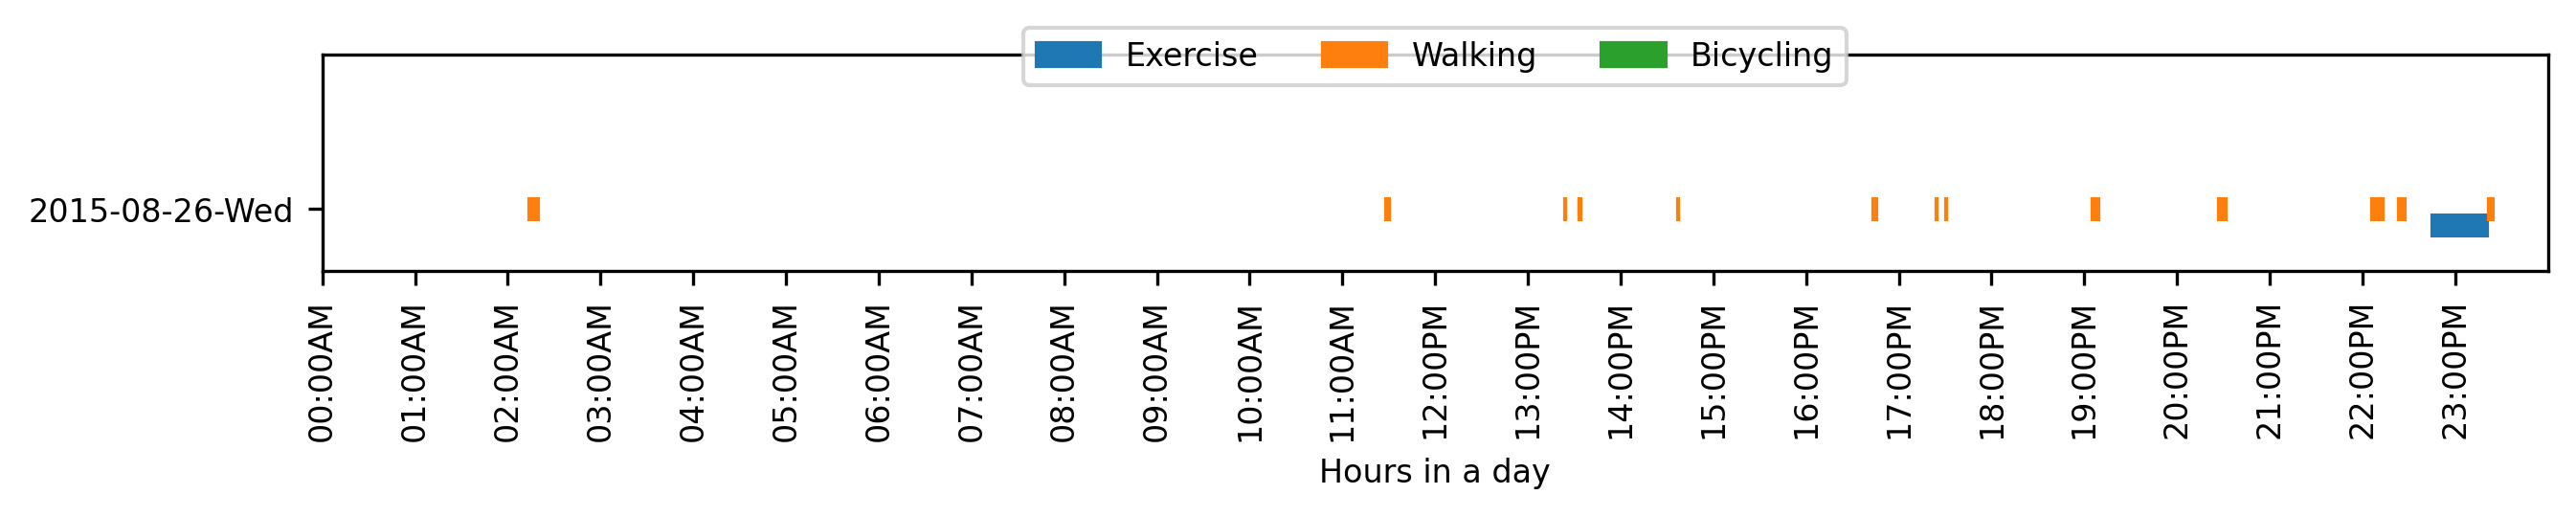 Exercise Walking Bicycling
2015-08-26-Wed
00:00AM
01:00AM
02:00AM
03:00AM
04:00AM
05:00AM
06:00AM
07:00AM
08:00AM
09:00AM
10:00AM
11:00AM
12:00PM
13:00PM
14:00PM
15:00PM
16:00PM
17:00PM
18:00PM
19:00PM
20:00PM
21:00PM
22:00PM
23:00PM
Hours in a day